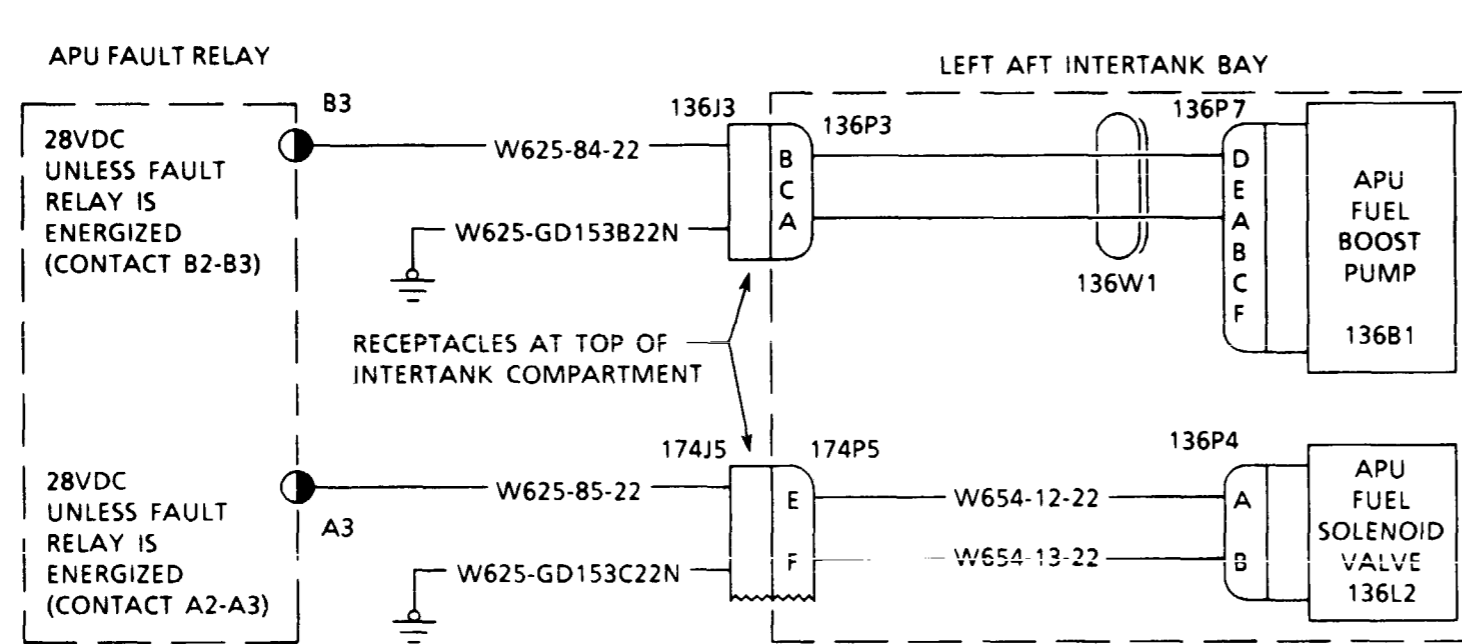 APU FAULT RELAY
LEFT AFT INTERTANK BAY
B3
136J3
136P3
136P7
28VDC
UNLESS FAULT
RELAY IS
ENERGIZED
(CONTACT B2-B3)
W625-84-22
W625-GD153B22N
B
C
A
136W1
D
E
A
B
C
F
APU
FUEL
BOOST
PUMP
136B1
RECEPTACLES AT TOP OF
INTERTANK COMPARTMENT
174J5
174P5
136P4
28VDC
UNLESS FAULT
RELAY IS
ENERGIZED
(CONTACT A2-A3)
A3
W625-85-22
W625-GD153C22N
E
F
W654-12-22
W654-13-22
A
B
APU
FUEL
SOLENOID
VALVE
136L2